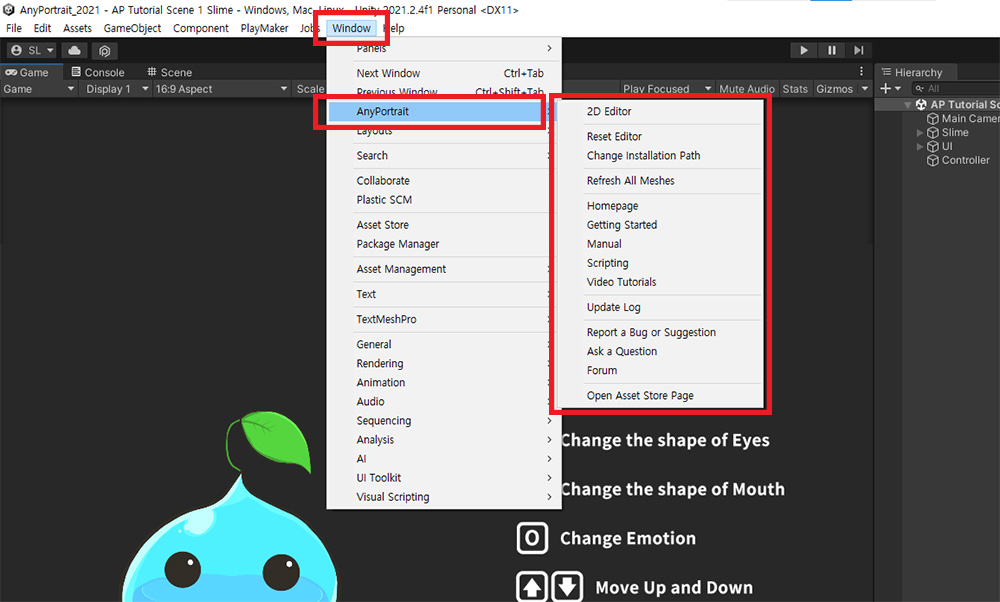 AnyPortrait_2021 - AP Tutorial Scene 1 Slime - Windows, Mac, Unity 2021.2.4f1 Personal <DX11>
File Edit Assets GameObject Component PlayMaker Jobs Window Help
SL
Game Console Scene
Game Display 1 16:9 Aspect Scale Play Focused Mute Audio Stats Gizmos
Panels
Next Window Ctrl+Tab
Previous Window Ctrl+Shift+Tab
AnyPortrait
Layouts
Search
Collaborate
Plastic SCM
Asset Store
Package Manager
Asset Management
Text
TextMeshPro
General
Rendering
Animation
Audio
Sequencing
Analysis
AI
UI Toolkit
Visual Scripting
2D Editor
Reset Editor
Change Installation Path
Refresh All Meshes
Homepage
Getting Started
Manual
Scripting
Video Tutorials
Update Log
Report a Bug or Suggestion
Ask a Question
Forum
Open Asset Store Page
Hierarchy
All
AP Tutorial Sc
Main Camer
Slime
UI
Controller
Change the shape of Eyes
Change the shape of Mouth
O Change Emotion
Move Up and Down